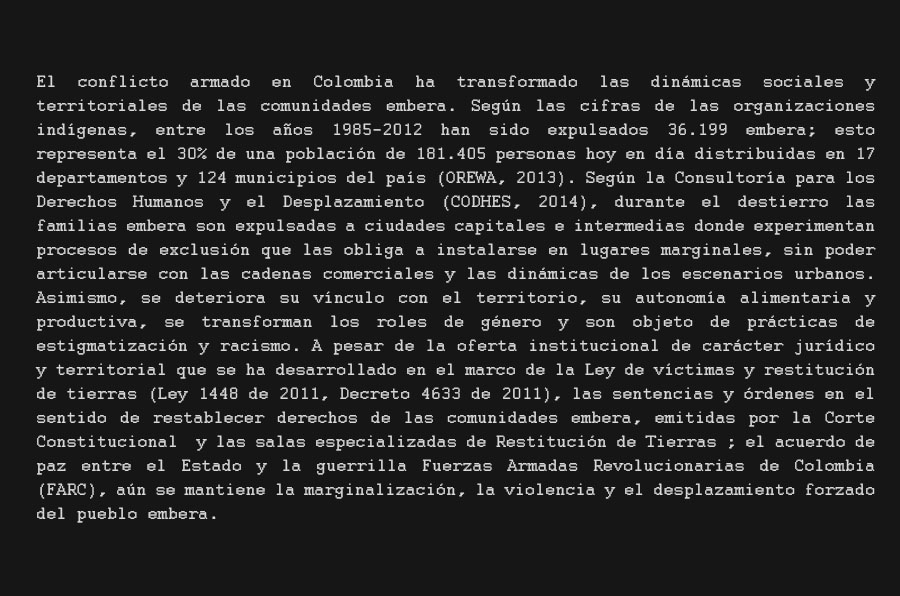 El conflicto armado en Colombia ha transformado las dinámicas sociales y
territoriales de las comunidades embera. Según las cifras de las organizaciones
indígenas, entre los años 1985-2012 han sido expulsados 36.199 embera; esto
representa el 30% de una población de 181.405 personas hoy en día distribuidas en 17
departamentos y 124 municipios del país (OREWA, 2013). Según la Consultoría para los
Derechos Humanos y el Desplazamiento (CODHES, 2014), durante el destierro las
familias embera son expulsadas a ciudades capitales e intermedias donde experimentan
procesos de exclusión que las obliga a instalarse en lugares marginales, sin poder
articularse con las cadenas comerciales y las dinámicas de los escenarios urbanos.
Asimismo, se deteriora su vínculo con el territorio, su autonomía alimentaria y
productiva, se transforman los roles de género y son objeto de prácticas de
estigmatización y racismo. A pesar de la oferta institucional de carácter jurídico
y territorial que se ha desarrollado en el marco de la Ley de víctimas y restitución
de tierras (Ley 1448 de 2011, Decreto 4633 de 2011), las sentencias y órdenes en el
sentido de restablecer derechos de las comunidades embera, emitidas por la Corte
Constitucional y las salas especializadas de Restitución de Tierras ; el acuerdo de
paz entre el Estado y la guerrilla Fuerzas Armadas Revolucionarias de Colombia
(FARC), aún se mantiene la marginalización, la violencia y el desplazamiento forzado
del pueblo embera.